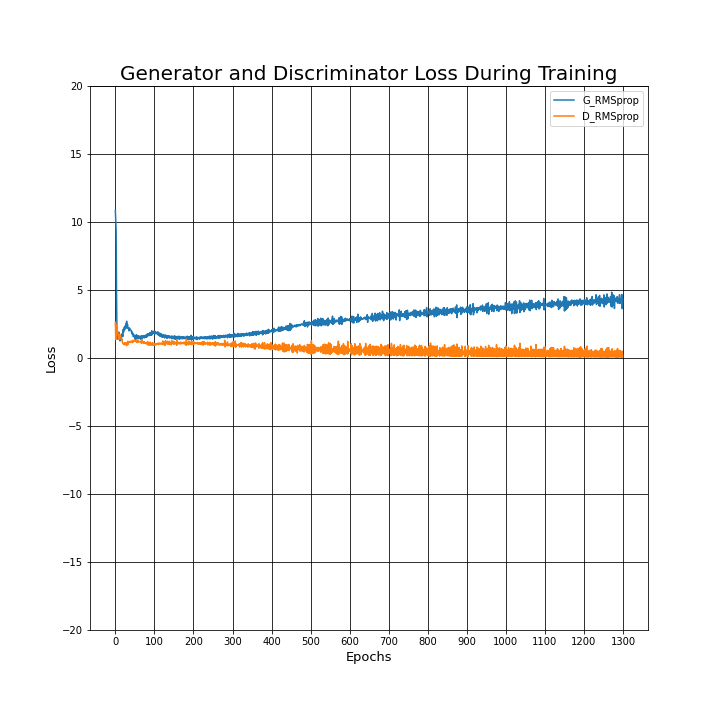 Generator and Discriminator Loss During Training
G_RMSprop
D_RMSprop
20
15
10
5
0
−5
−10
−15
−20
Loss
0 100 200 300 400 500 600 700 800 900 1000 1100 1200 1300
Epochs